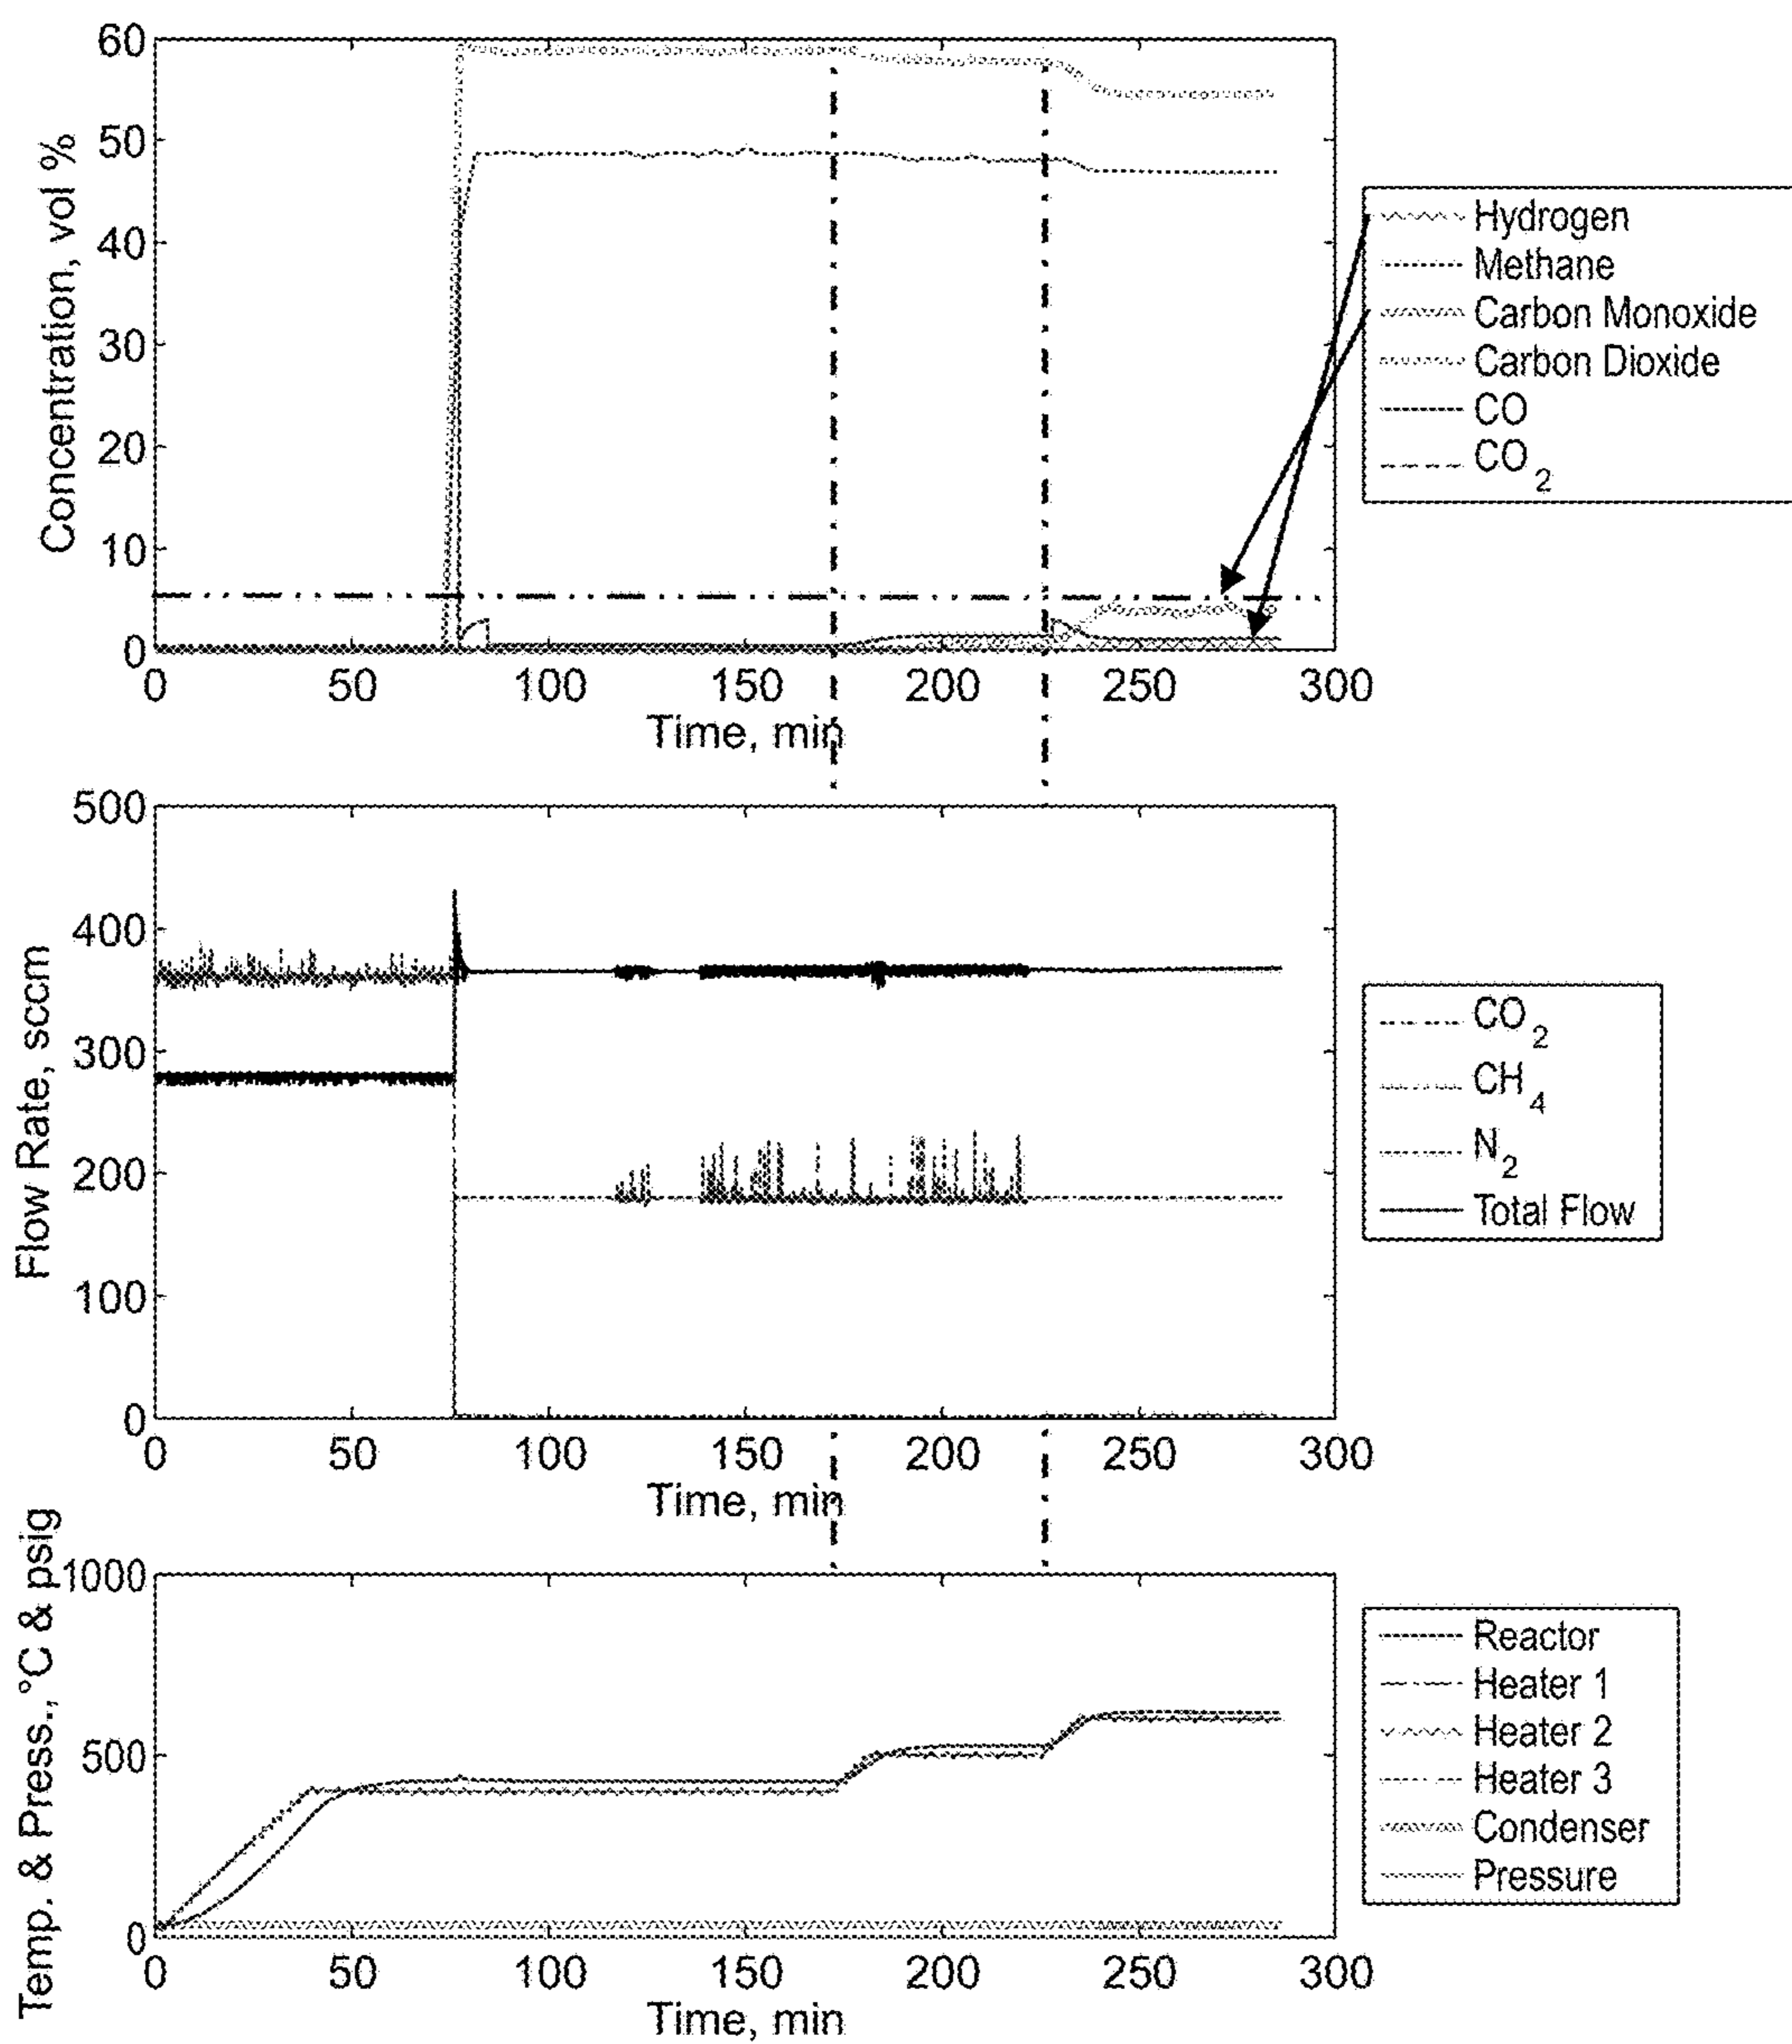 60
50
40
30
20
10
0
Concentration, vol %
0 50 100 150 200 250 300
Time, min
Hydrogen
Methane
Carbon Monoxide
Carbon Dioxide
CO
CO2
500
400
300
200
100
0
Flow Rate, sccm
0 50 100 150 200 250 300
Time, min
CO2
CH4
N2
Total Flow
1000
500
0
Temp. & Press.,°C & psig
0 50 100 150 200 250 300
Time, min
Reactor
Heater 1
Heater 2
Heater 3
Condenser
Pressure